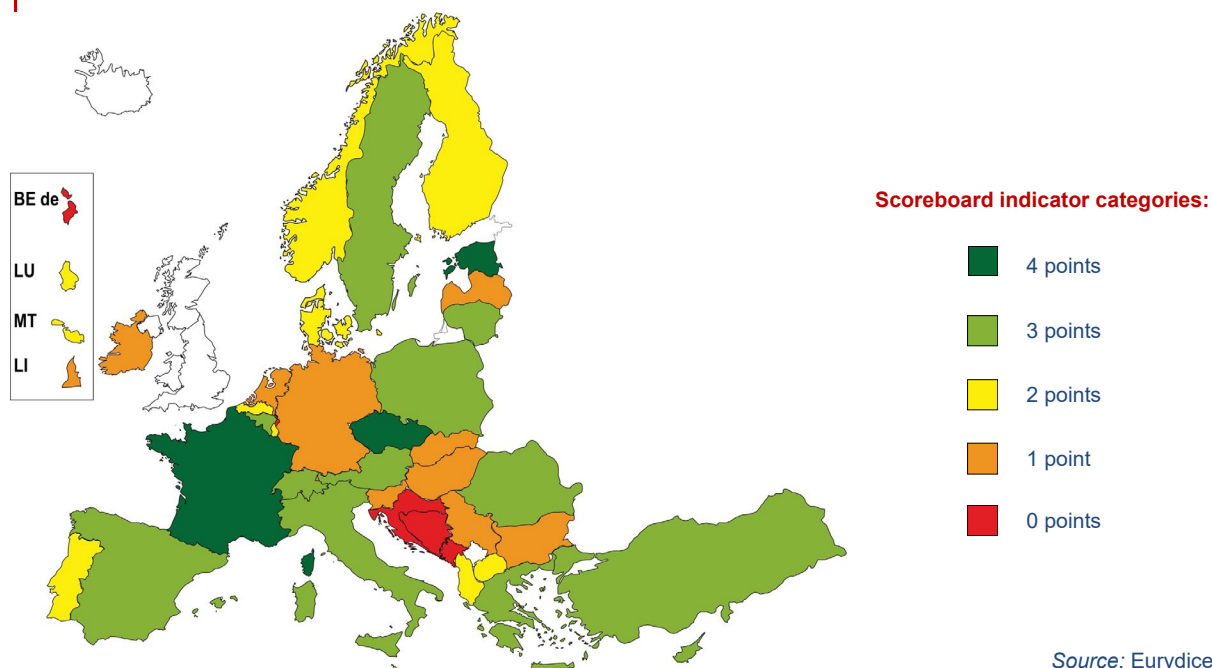 BE de
LU
MT
LI
Scoreboard indicator categories:
4 points
3 points
2 points
1 point
0 points
Source: Eurydice